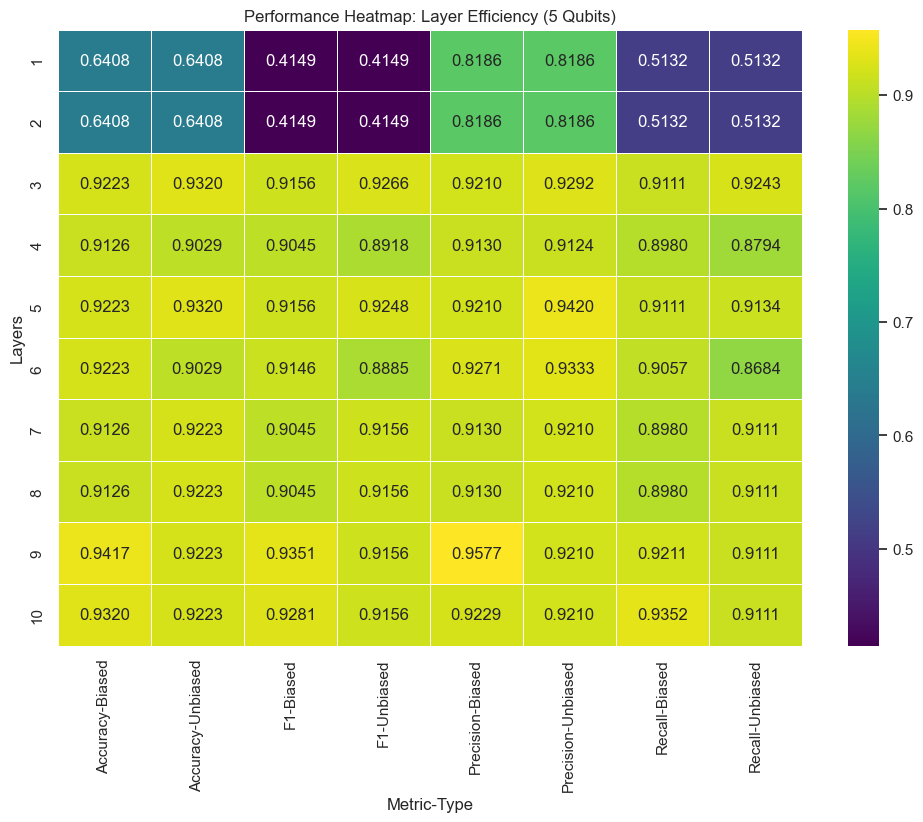 Performance Heatmap: Layer Efficiency (5 Qubits)
Layers
1 0.6408 0.6408 0.4149 0.4149 0.8186 0.8186 0.5132 0.5132
2 0.6408 0.6408 0.4149 0.4149 0.8186 0.8186 0.5132 0.5132
3 0.9223 0.9320 0.9156 0.9266 0.9210 0.9292 0.9111 0.9243
4 0.9126 0.9029 0.9045 0.8918 0.9130 0.9124 0.8980 0.8794
5 0.9223 0.9320 0.9156 0.9248 0.9210 0.9420 0.9111 0.9134
6 0.9223 0.9029 0.9146 0.8885 0.9271 0.9333 0.9057 0.8684
7 0.9126 0.9223 0.9045 0.9156 0.9130 0.9210 0.8980 0.9111
8 0.9126 0.9223 0.9045 0.9156 0.9130 0.9210 0.8980 0.9111
9 0.9417 0.9223 0.9351 0.9156 0.9577 0.9210 0.9211 0.9111
10 0.9320 0.9223 0.9281 0.9156 0.9229 0.9210 0.9352 0.9111
Accuracy-Biased
Accuracy-Unbiased
F1-Biased
F1-Unbiased
Precision-Biased
Precision-Unbiased
Recall-Biased
Recall-Unbiased
Metric-Type
0.9
0.8
0.7
0.6
0.5